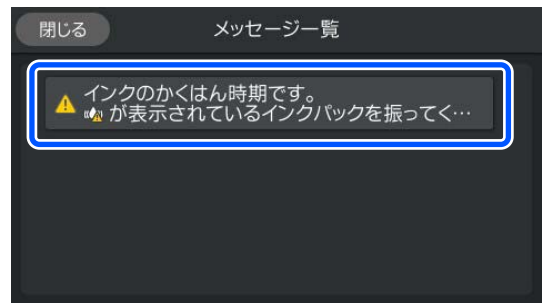 閉じる
メッセージ一覧
インクのかくはん時期です。
が表示されているインクパックを振ってく…